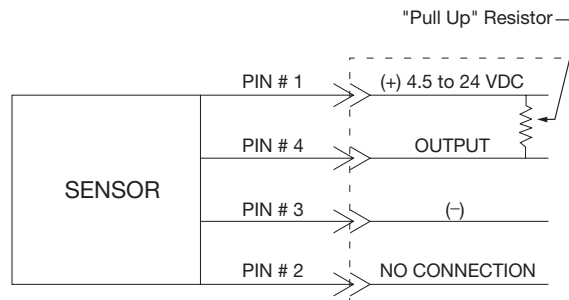 "Pull Up" Resistor
PIN # 1 (+) 4.5 to 24 VDC
PIN # 4 OUTPUT
SENSOR
PIN # 3 (–)
PIN # 2 NO CONNECTION